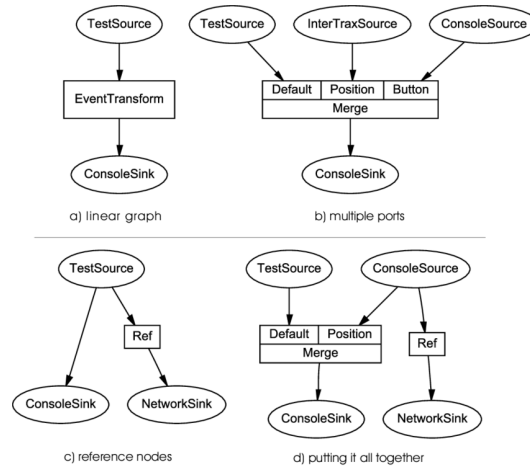 TestSource
EventTransform
ConsoleSink
a) linear graph
TestSource InterTraxSource ConsoleSource
Default Position Button
Merge
ConsoleSink
b) multiple ports
TestSource
Ref
ConsoleSink NetworkSink
c) reference nodes
TestSource ConsoleSource
Default Position
Merge
Ref
ConsoleSink NetworkSink
d) putting it all together